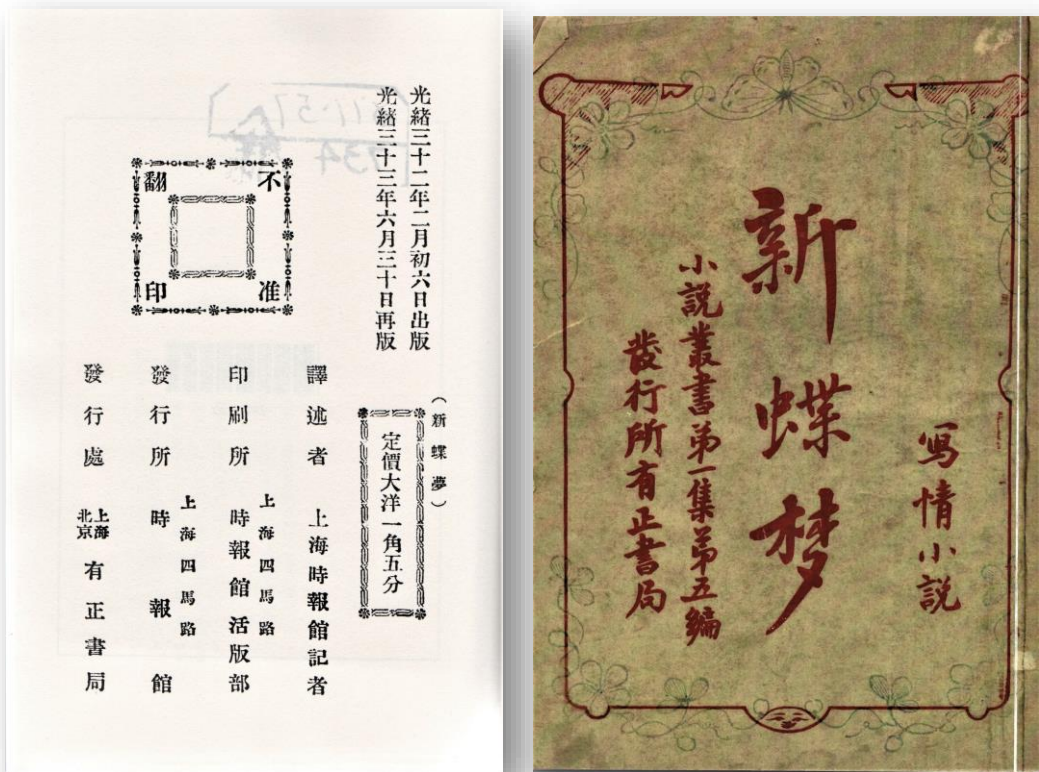 光緒三十二年二月初六日出版
光緒三十三年六月三十日再版
不准翻印
（新蝶夢）
定價大洋一角五分
譯述者 上海時報館記者
印刷所 上海四馬路 時報館活版部
發行所 上海四馬路 時報館
發行處 上海北京 有正書局
寫情小説
新蝶梦
小説叢書第一集第五編
發行所有正書局